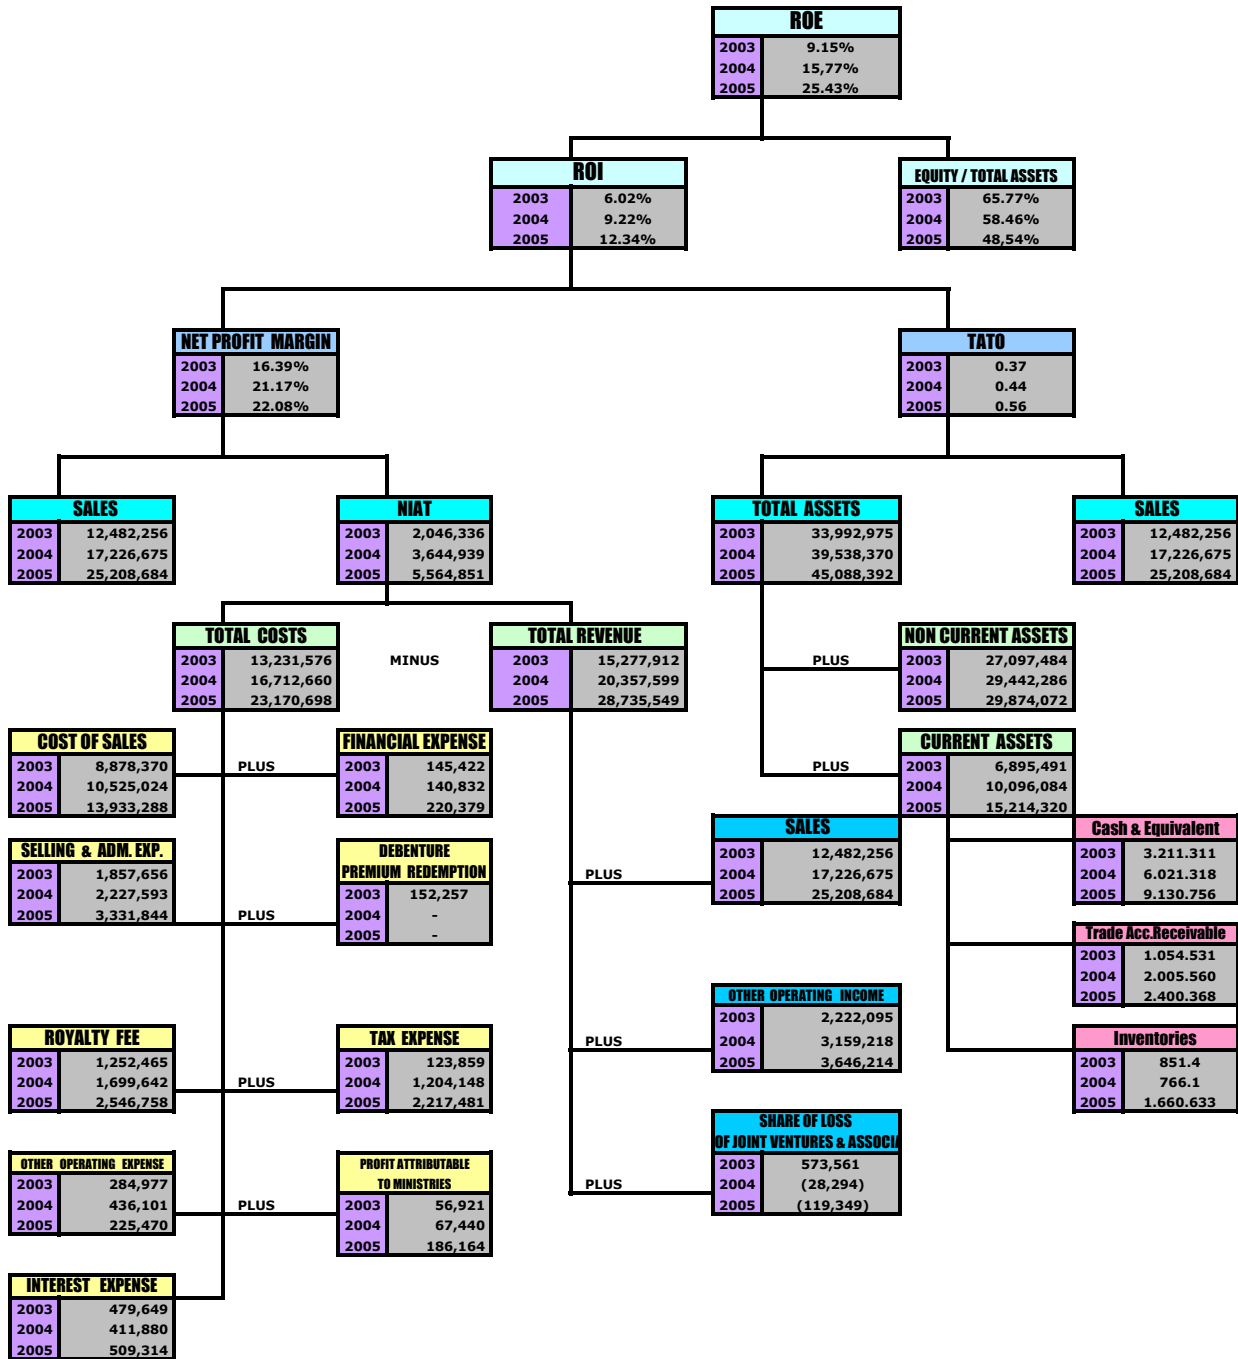 ROE
2003 9.15%
2004 15,77%
2005 25.43%
ROI
2003 6.02%
2004 9.22%
2005 12.34%
EQUITY / TOTAL ASSETS
2003 65.77%
2004 58.46%
2005 48,54%
NET PROFIT MARGIN
2003 16.39%
2004 21.17%
2005 22.08%
TATO
2003 0.37
2004 0.44
2005 0.56
SALES
2003 12,482,256
2004 17,226,675
2005 25,208,684
NIAT
2003 2,046,336
2004 3,644,939
2005 5,564,851
TOTAL ASSETS
2003 33,992,975
2004 39,538,370
2005 45,088,392
SALES
2003 12,482,256
2004 17,226,675
2005 25,208,684
TOTAL COSTS
2003 13,231,576
2004 16,712,660
2005 23,170,698
MINUS
TOTAL REVENUE
2003 15,277,912
2004 20,357,599
2005 28,735,549
PLUS
NON CURRENT ASSETS
2003 27,097,484
2004 29,442,286
2005 29,874,072
COST OF SALES
2003 8,878,370
2004 10,525,024
2005 13,933,288
PLUS
FINANCIAL EXPENSE
2003 145,422
2004 140,832
2005 220,379
PLUS
CURRENT ASSETS
2003 6,895,491
2004 10,096,084
2005 15,214,320
SELLING & ADM. EXP.
2003 1,857,656
2004 2,227,593
2005 3,331,844
PLUS
DEBENTURE
PREMIUM REDEMPTION
2003 152,257
2004 -
2005 -
PLUS
SALES
2003 12,482,256
2004 17,226,675
2005 25,208,684
Cash & Equivalent
2003 3.211.311
2004 6.021.318
2005 9.130.756
Trade Acc.Receivable
2003 1.054.531
2004 2.005.560
2005 2.400.368
ROYALTY FEE
2003 1,252,465
2004 1,699,642
2005 2,546,758
PLUS
TAX EXPENSE
2003 123,859
2004 1,204,148
2005 2,217,481
PLUS
OTHER OPERATING INCOME
2003 2,222,095
2004 3,159,218
2005 3,646,214
Inventories
2003 851.4
2004 766.1
2005 1.660.633
OTHER OPERATING EXPENSE
2003 284,977
2004 436,101
2005 225,470
PLUS
PROFIT ATTRIBUTABLE
TO MINISTRIES
2003 56,921
2004 67,440
2005 186,164
PLUS
SHARE OF LOSS
OF JOINT VENTURES & ASSOCIA
2003 573,561
2004 (28,294)
2005 (119,349)
INTEREST EXPENSE
2003 479,649
2004 411,880
2005 509,314